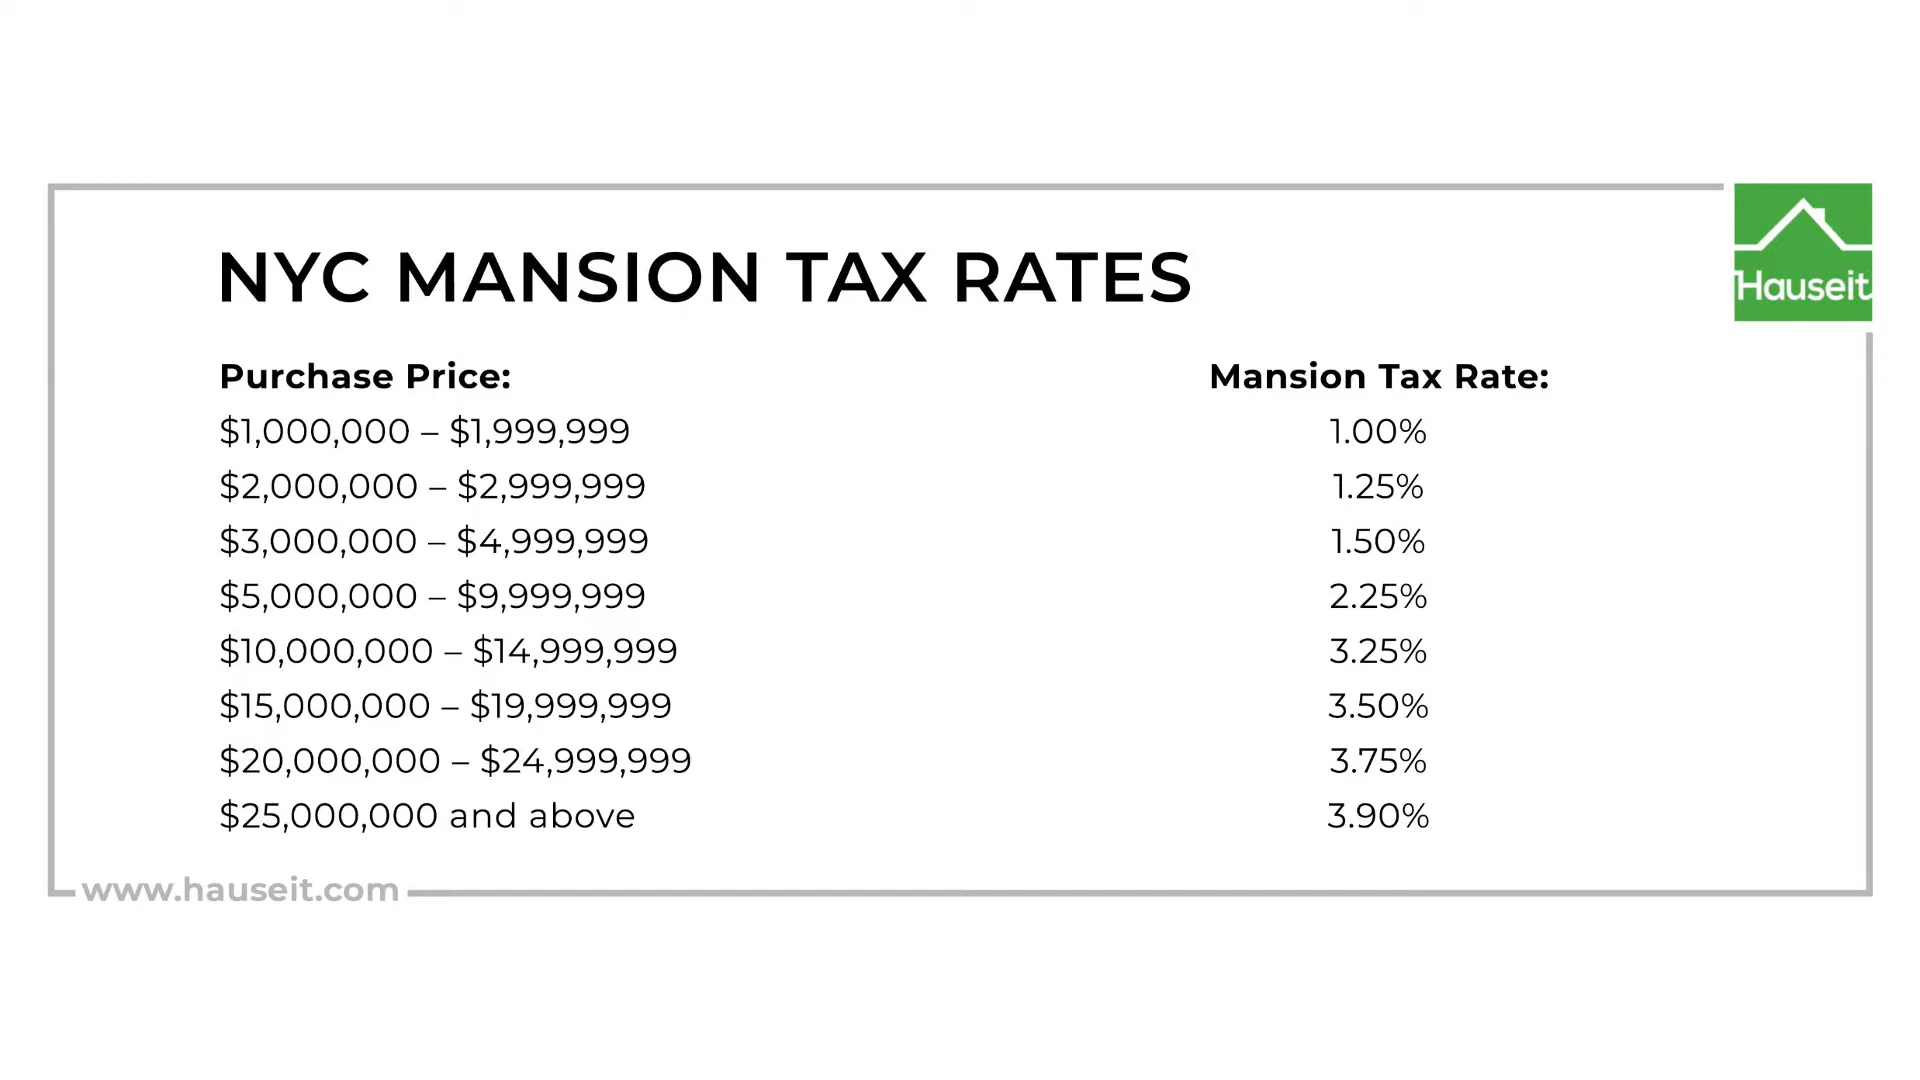 NYC MANSION TAX RATES
Hauseit
Purchase Price: Mansion Tax Rate:
$1,000,000 – $1,999,999 1.00%
$2,000,000 – $2,999,999 1.25%
$3,000,000 – $4,999,999 1.50%
$5,000,000 – $9,999,999 2.25%
$10,000,000 – $14,999,999 3.25%
$15,000,000 – $19,999,999 3.50%
$20,000,000 – $24,999,999 3.75%
$25,000,000 and above 3.90%
www.hauseit.com